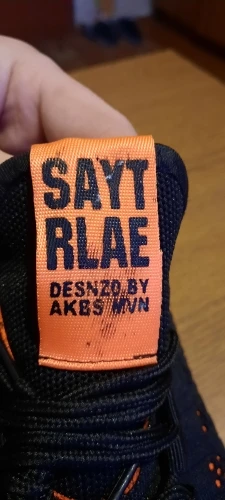 SAYT
RLAE
DESNZD BY
AKBS MVN